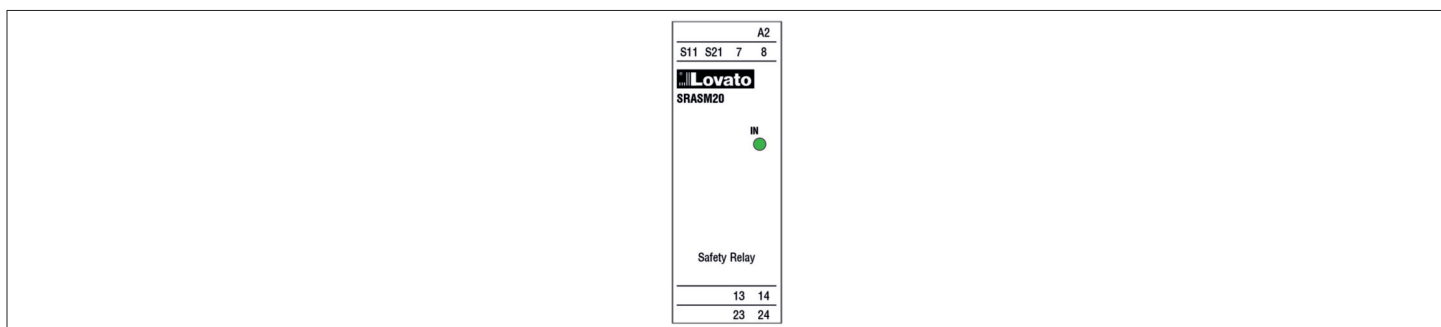 A2
S11 S21 7 8
Lovato
SRASM20
IN
Safety Relay
13 14
23 24